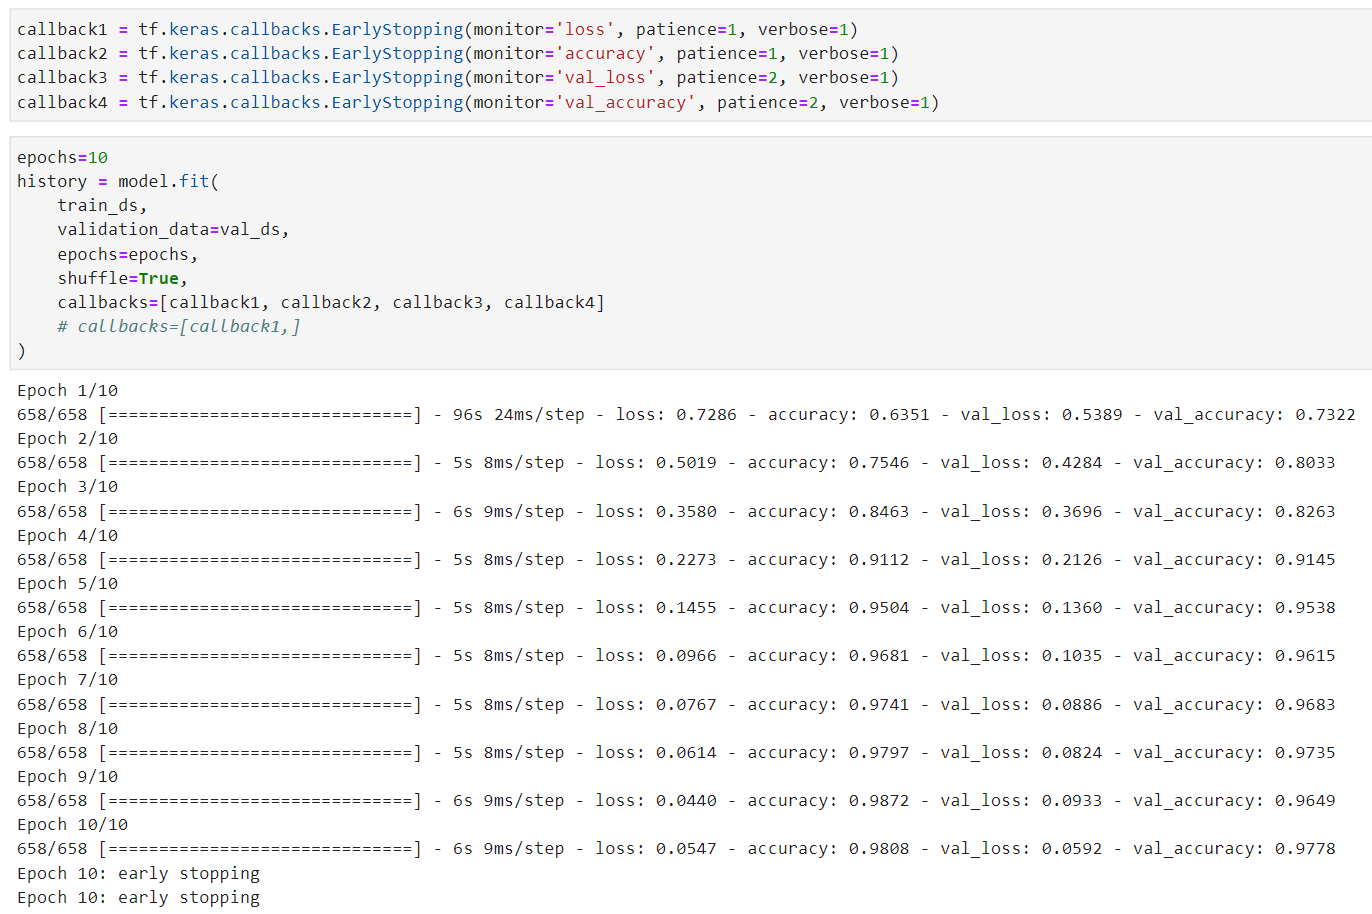 callback1 = tf.keras.callbacks.EarlyStopping(monitor='loss', patience=1, verbose=1)
callback2 = tf.keras.callbacks.EarlyStopping(monitor='accuracy', patience=1, verbose=1)
callback3 = tf.keras.callbacks.EarlyStopping(monitor='val_loss', patience=2, verbose=1)
callback4 = tf.keras.callbacks.EarlyStopping(monitor='val_accuracy', patience=2, verbose=1)
epochs=10
history = model.fit(
    train_ds,
    validation_data=val_ds,
    epochs=epochs,
    shuffle=True,
    callbacks=[callback1, callback2, callback3, callback4]
    # callbacks=[callback1,]
)
Epoch 1/10
658/658 [==============================] - 96s 24ms/step - loss: 0.7286 - accuracy: 0.6351 - val_loss: 0.5389 - val_accuracy: 0.7322
Epoch 2/10
658/658 [==============================] - 5s 8ms/step - loss: 0.5019 - accuracy: 0.7546 - val_loss: 0.4284 - val_accuracy: 0.8033
Epoch 3/10
658/658 [==============================] - 6s 9ms/step - loss: 0.3580 - accuracy: 0.8463 - val_loss: 0.3696 - val_accuracy: 0.8263
Epoch 4/10
658/658 [==============================] - 5s 8ms/step - loss: 0.2273 - accuracy: 0.9112 - val_loss: 0.2126 - val_accuracy: 0.9145
Epoch 5/10
658/658 [==============================] - 5s 8ms/step - loss: 0.1455 - accuracy: 0.9504 - val_loss: 0.1360 - val_accuracy: 0.9538
Epoch 6/10
658/658 [==============================] - 5s 8ms/step - loss: 0.0966 - accuracy: 0.9681 - val_loss: 0.1035 - val_accuracy: 0.9615
Epoch 7/10
658/658 [==============================] - 5s 8ms/step - loss: 0.0767 - accuracy: 0.9741 - val_loss: 0.0886 - val_accuracy: 0.9683
Epoch 8/10
658/658 [==============================] - 5s 8ms/step - loss: 0.0614 - accuracy: 0.9797 - val_loss: 0.0824 - val_accuracy: 0.9735
Epoch 9/10
658/658 [==============================] - 6s 9ms/step - loss: 0.0440 - accuracy: 0.9872 - val_loss: 0.0933 - val_accuracy: 0.9649
Epoch 10/10
658/658 [==============================] - 6s 9ms/step - loss: 0.0547 - accuracy: 0.9808 - val_loss: 0.0592 - val_accuracy: 0.9778
Epoch 10: early stopping
Epoch 10: early stopping